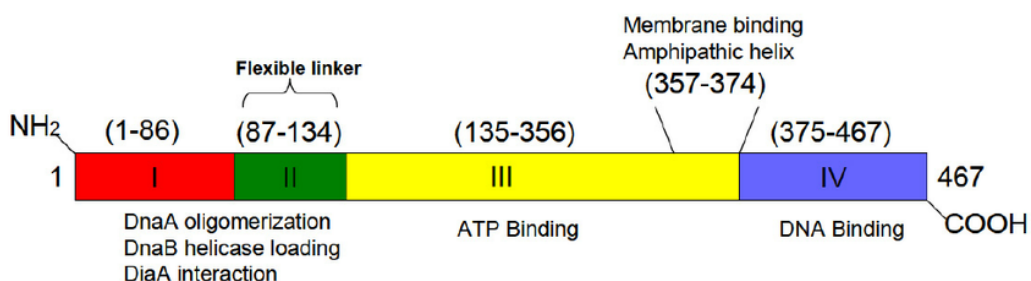 Membrane binding
Amphipathic helix
Flexible linker
(357-374)
NH2 (1-86) (87-134) (135-356) (375-467)
1 I II III IV 467
COOH
DnaA oligomerization
DnaB helicase loading
DiaA interaction
ATP Binding
DNA Binding